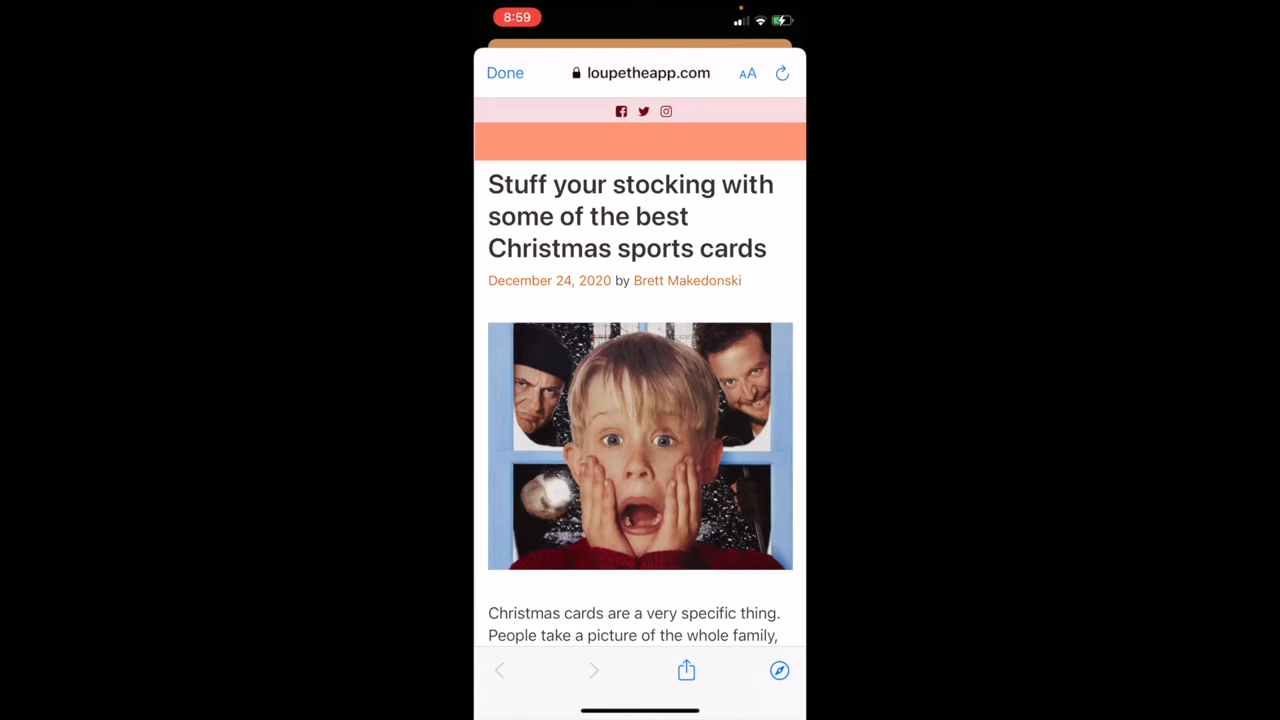 8:59
Done
loupetheapp.com
AA
Stuff your stocking with
some of the best
Christmas sports cards
December 24, 2020 by Brett Makedonski
Christmas cards are a very specific thing.
People take a picture of the whole family,